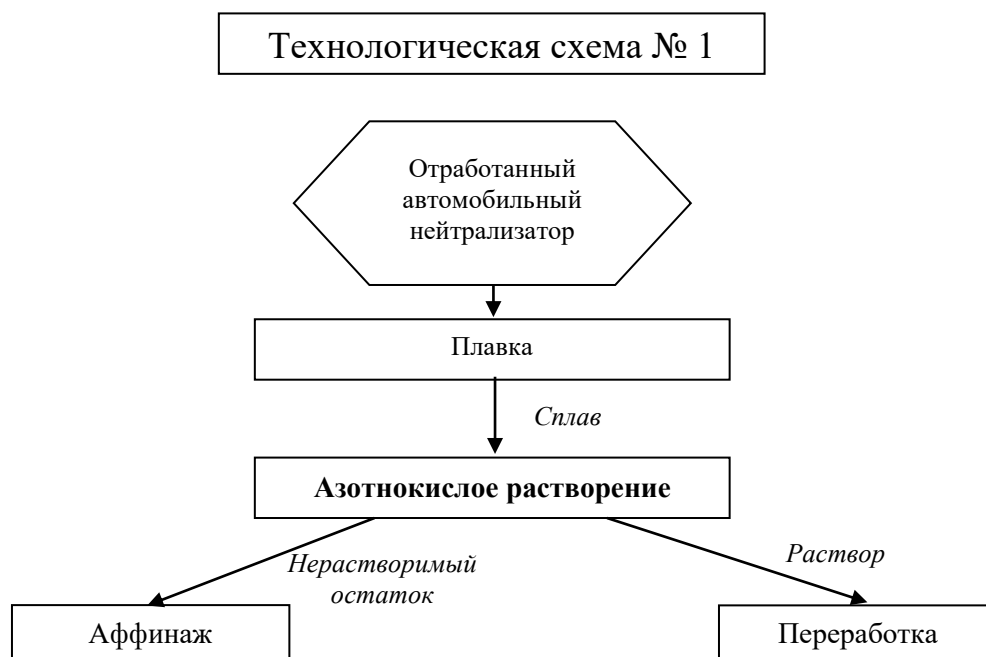 Технологическая схема № 1
Отработанный
автомобильный
нейтрализатор
Плавка
Сплав
Азотнокислое растворение
Нерастворимый
остаток
Раствор
Аффинаж
Переработка